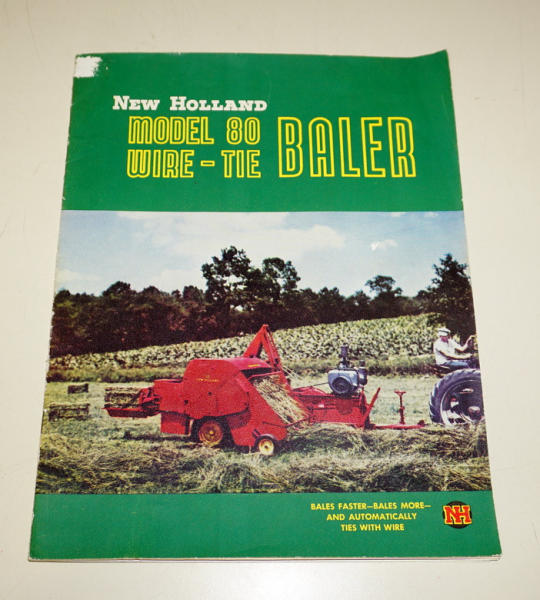 NEW HOLLAND
MODEL 80
WIRE-TIE
BALER
BALES FASTER—BALES MORE—
AND AUTOMATICALLY
TIES WITH WIRE
NH